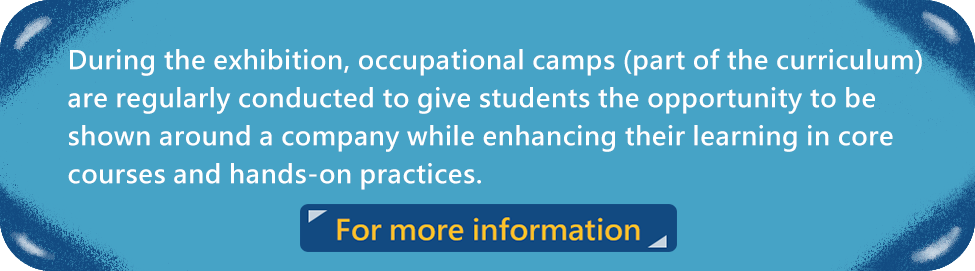 During the exhibition, occupational camps (part of the curriculum)
are regularly conducted to give students the opportunity to be
shown around a company while enhancing their learning in core
courses and hands-on practices.
For more information